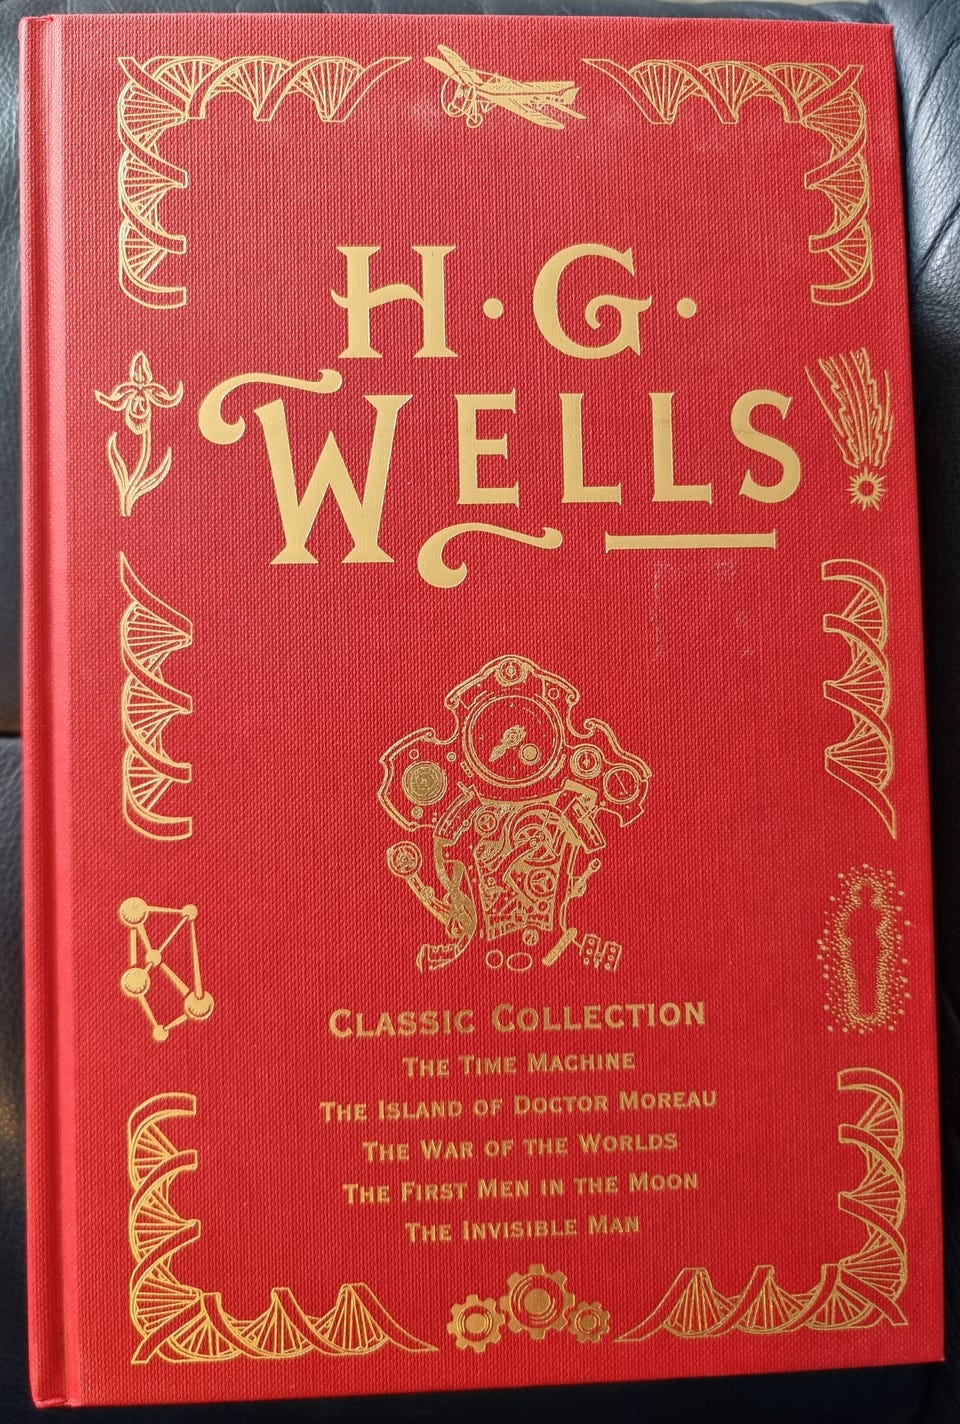 H·G·
WELLS
CLASSIC COLLECTION
THE TIME MACHINE
THE ISLAND OF DOCTOR MOREAU
THE WAR OF THE WORLDS
THE FIRST MEN IN THE MOON
THE INVISIBLE MAN